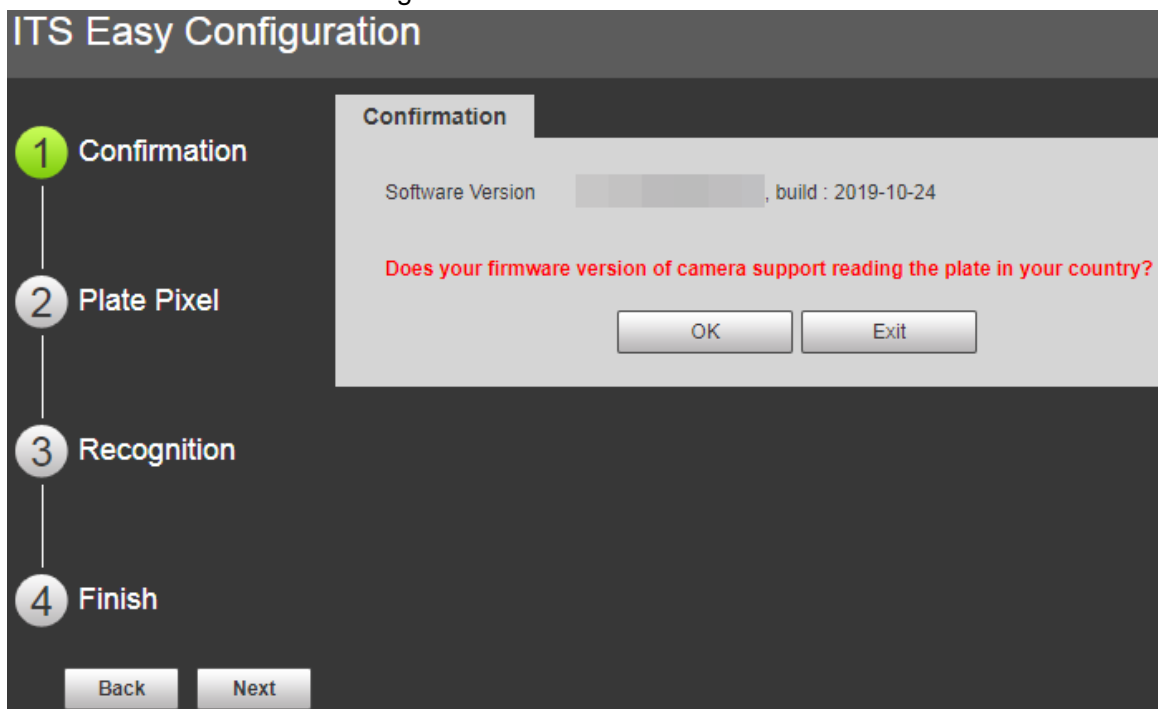 ITS Easy Configuration
Confirmation
1 Confirmation
Software Version , build : 2019-10-24
Does your firmware version of camera support reading the plate in your country?
OK Exit
2 Plate Pixel
3 Recognition
4 Finish
Back Next